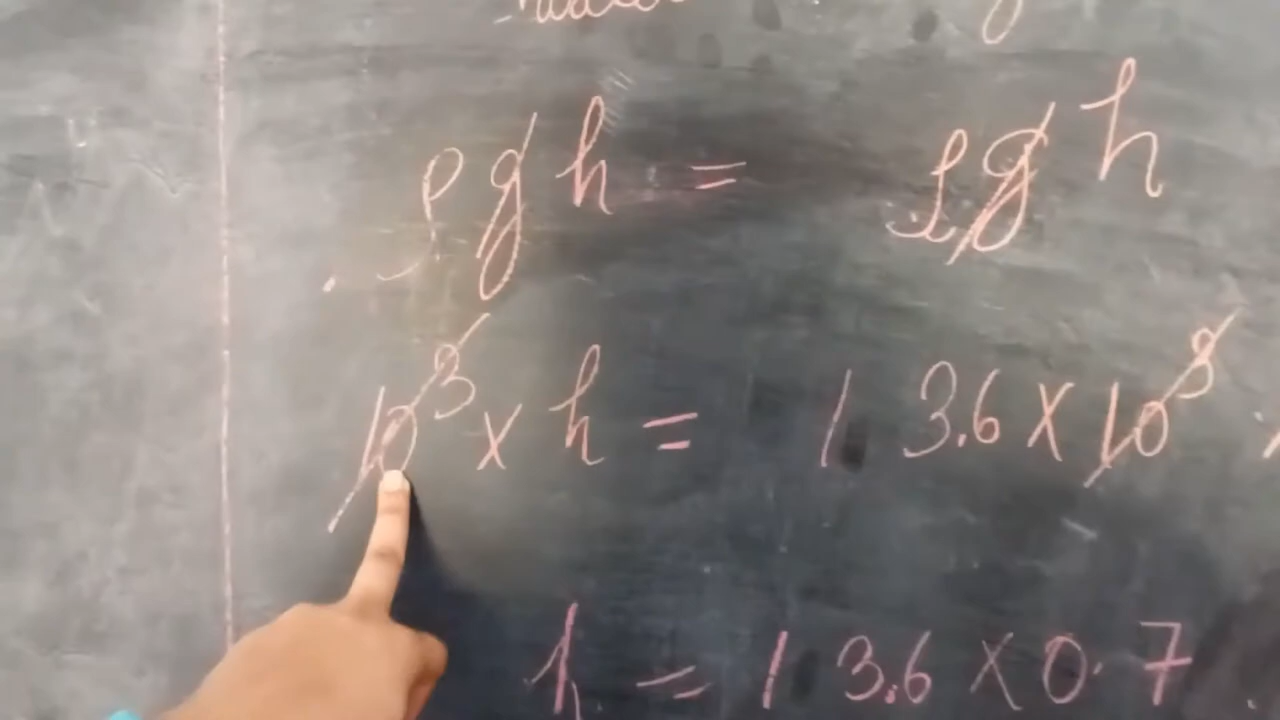 ρgh = ρgh
10³ × h = 13.6 × 10³ ×
h = 13.6 × 0.7